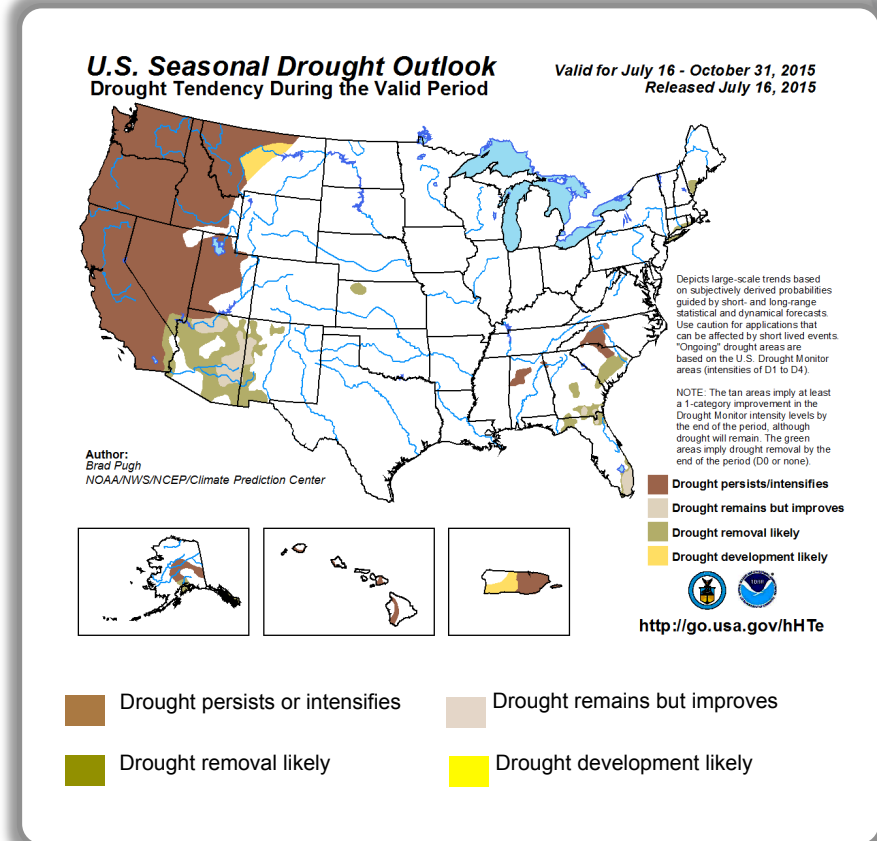 U.S. Seasonal Drought Outlook
Drought Tendency During the Valid Period
Valid for July 16 - October 31, 2015
Released July 16, 2015
Depicts large-scale trends based
on subjectively derived probabilities
guided by short- and long-range
statistical and dynamical forecasts.
Use caution for applications that
can be affected by short lived events.
"Ongoing" drought areas are
based on the U.S. Drought Monitor
areas (intensities of D1 to D4).
NOTE: The tan areas imply at least
a 1-category improvement in the
Drought Monitor intensity levels by
the end of the period, although
drought will remain. The green
areas imply drought removal by the
end of the period (D0 or none).
Author:
Brad Pugh
NOAA/NWS/NCEP/Climate Prediction Center
Drought persists/intensifies
Drought remains but improves
Drought removal likely
Drought development likely
http://go.usa.gov/hHTe
Drought persists or intensifies
Drought remains but improves
Drought removal likely
Drought development likely